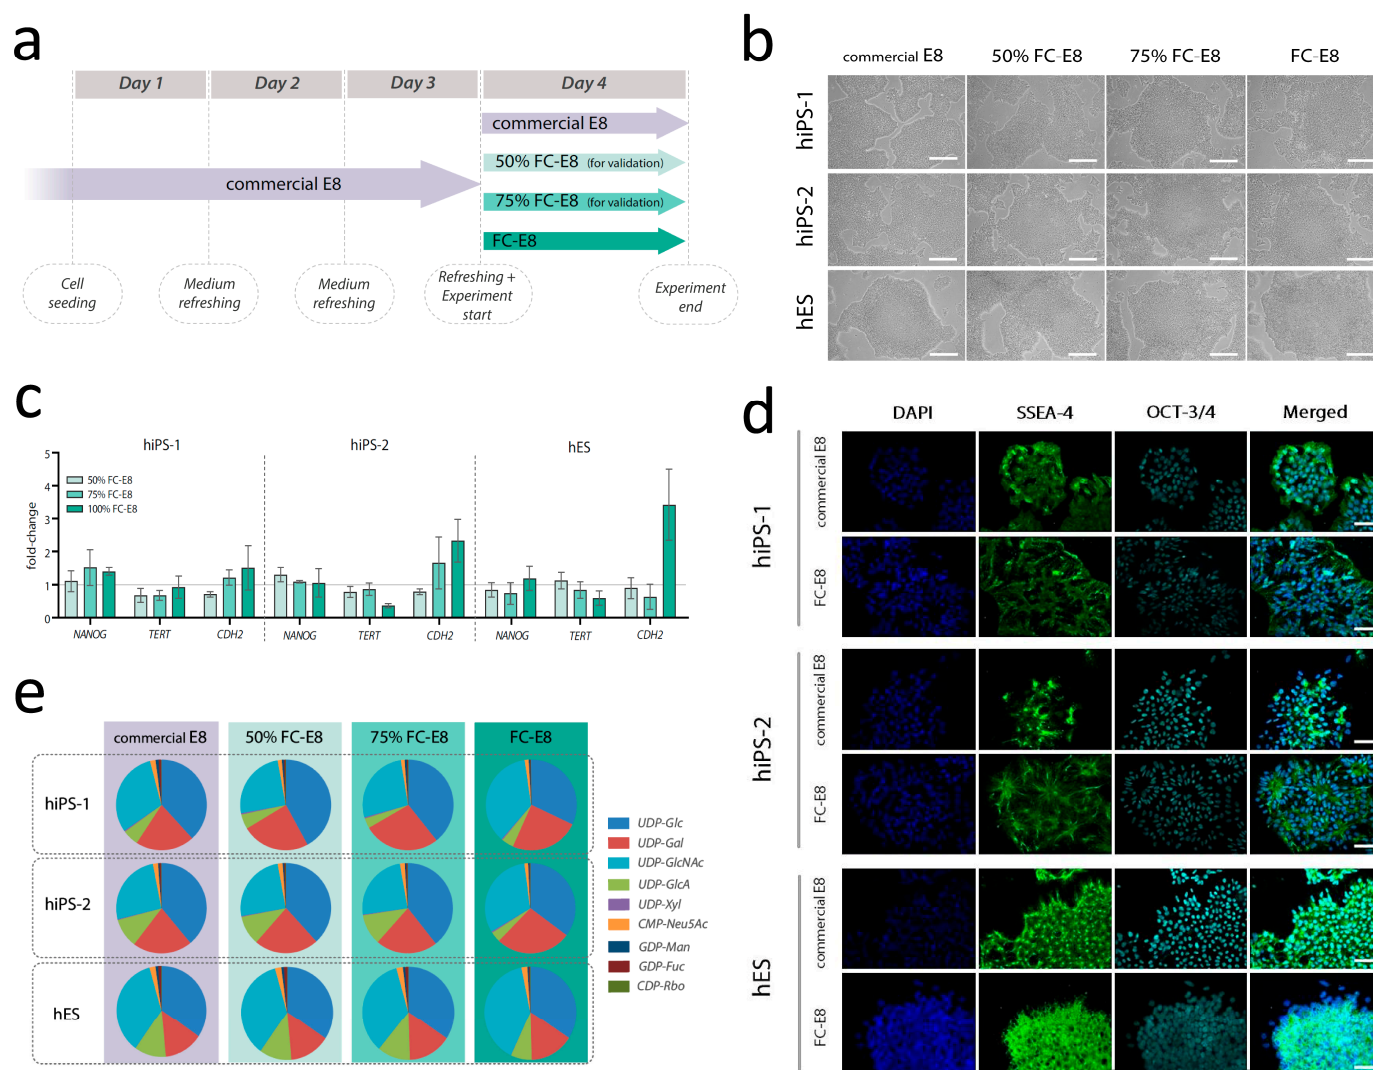 a
Day 1
Day 2
Day 3
Day 4
commercial E8
commercial E8
50% FC-E8 (for validation)
75% FC-E8 (for validation)
FC-E8
Cell
seeding
Medium
refreshing
Medium
refreshing
Refreshing +
Experiment
start
Experiment
end
b
commercial E8
50% FC-E8
75% FC-E8
FC-E8
hiPS-1
hiPS-2
hES
c
hiPS-1
hiPS-2
hES
fold-change
5
4
3
2
1
0
50% FC-E8
75% FC-E8
100% FC-E8
NANOG
TERT
CDH2
NANOG
TERT
CDH2
NANOG
TERT
CDH2
d
DAPI
SSEA-4
OCT-3/4
Merged
hiPS-1
commercial E8
FC-E8
hiPS-2
commercial E8
FC-E8
hES
commercial E8
FC-E8
e
commercial E8
50% FC-E8
75% FC-E8
FC-E8
hiPS-1
hiPS-2
hES
UDP-Glc
UDP-Gal
UDP-GlcNAc
UDP-GlcA
UDP-Xyl
CMP-Neu5Ac
GDP-Man
GDP-Fuc
CDP-Rbo